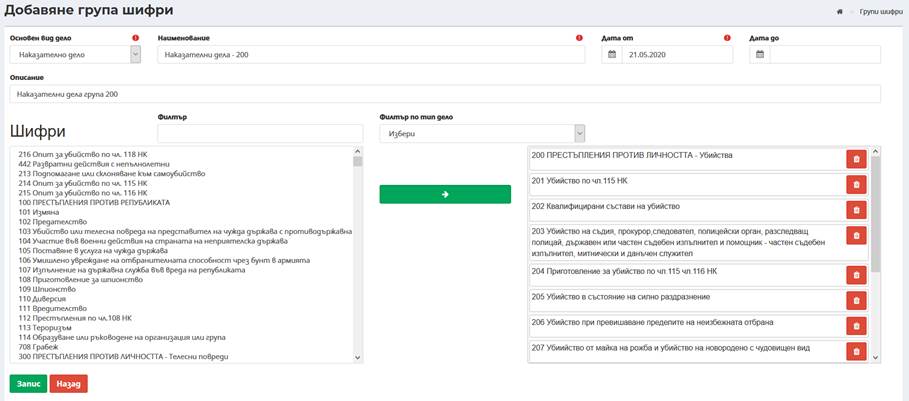 Добавяне група шифри
Групи шифри
Основен вид дело
Наименование
Дата от
Дата до
Наказателно дело
Наказателни дела - 200
21.05.2020
Описание
Наказателни дела група 200
Шифри
Филтър
Филтър по тип дело
Избери
216 Опит за убийство по чл. 118 НК
442 Развратни действия с непълнолетни
213 Подпомагане или склоняване към самоубийство
214 Опит за убийство по чл. 115 НК
215 Опит за убийство по чл. 116 НК
100 ПРЕСТЪПЛЕНИЯ ПРОТИВ РЕПУБЛИКАТА
101 Измяна
102 Предателство
103 Убийство или телесна повреда на представител на чужда държава с противодържавна
104 Участие във военни действия на страната на неприятелска държава
105 Поставяне в услуга на чужда държава
106 Умишлено увреждане на отбранителната способност чрез бунт в армията
107 Изпълнение на държавна служба във вреда на републиката
108 Приготовление за шпионство
109 Шпионство
110 Диверсия
111 Вредителство
112 Престъпления по чл.108 НК
113 Тероризъм
114 Образуване или ръководене на организация или група
708 Грабеж
300 ПРЕСТЪПЛЕНИЯ ПРОТИВ ЛИЧНОСТТА - Телесни повреди
200 ПРЕСТЪПЛЕНИЯ ПРОТИВ ЛИЧНОСТТА - Убийства
201 Убийство по чл.115 НК
202 Квалифицирани състави на убийство
203 Убийство на съдия, прокурор,следовател, полицейски орган, разследващ
полицай, държавен или частен съдебен изпълнител и помощник - частен съдебен
изпълнител, митнически и данъчен служител
204 Приготовление за убийство по чл.115 чл.116 НК
205 Убийство в състояние на силно раздразнение
206 Убийство при превишаване пределите на неизбежната отбрана
207 Убиийство от майка на рожба и убийство на новородено с чудовищен вид
Запис
Назад